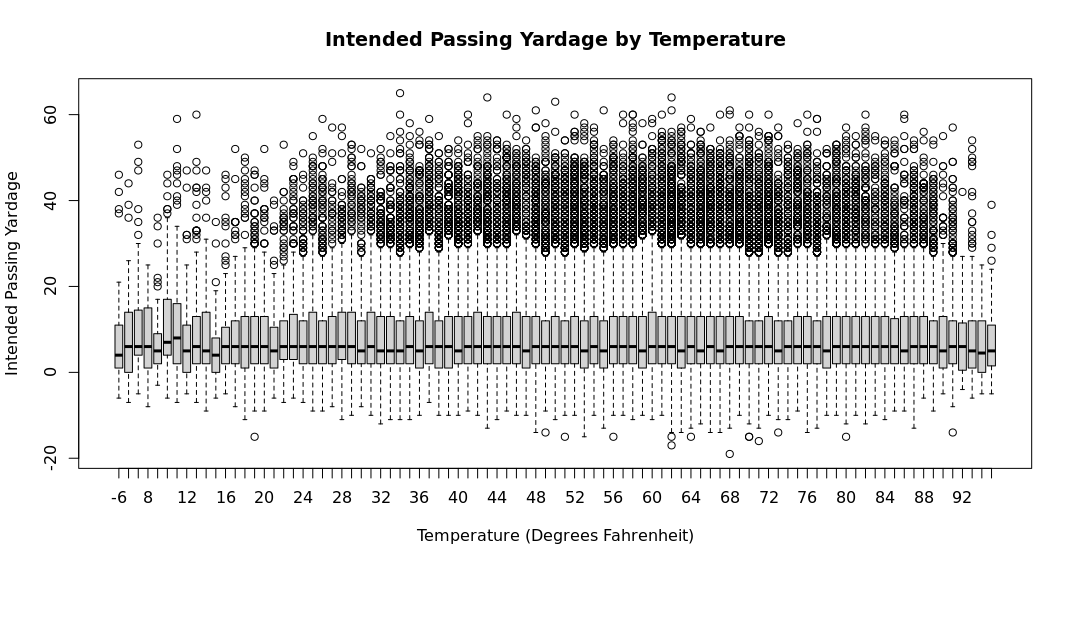 Intended Passing Yardage by Temperature
Intended Passing Yardage
60
40
20
0
-20
-6 8 12 16 20 24 28 32 36 40 44 48 52 56 60 64 68 72 76 80 84 88 92
Temperature (Degrees Fahrenheit)